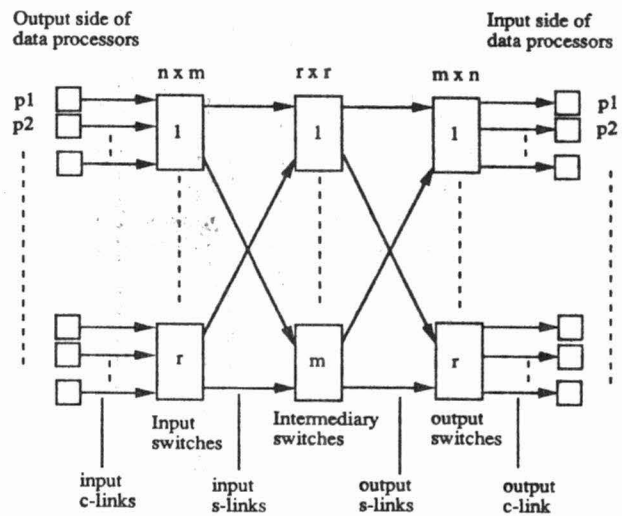 Output side of
data processors
Input side of
data processors
n x m
r x r
m x n
p1
p2
1
1
1
p1
p2
r
m
r
Input
switches
Intermediary
switches
output
switches
input
c-links
input
s-links
output
s-links
output
c-link